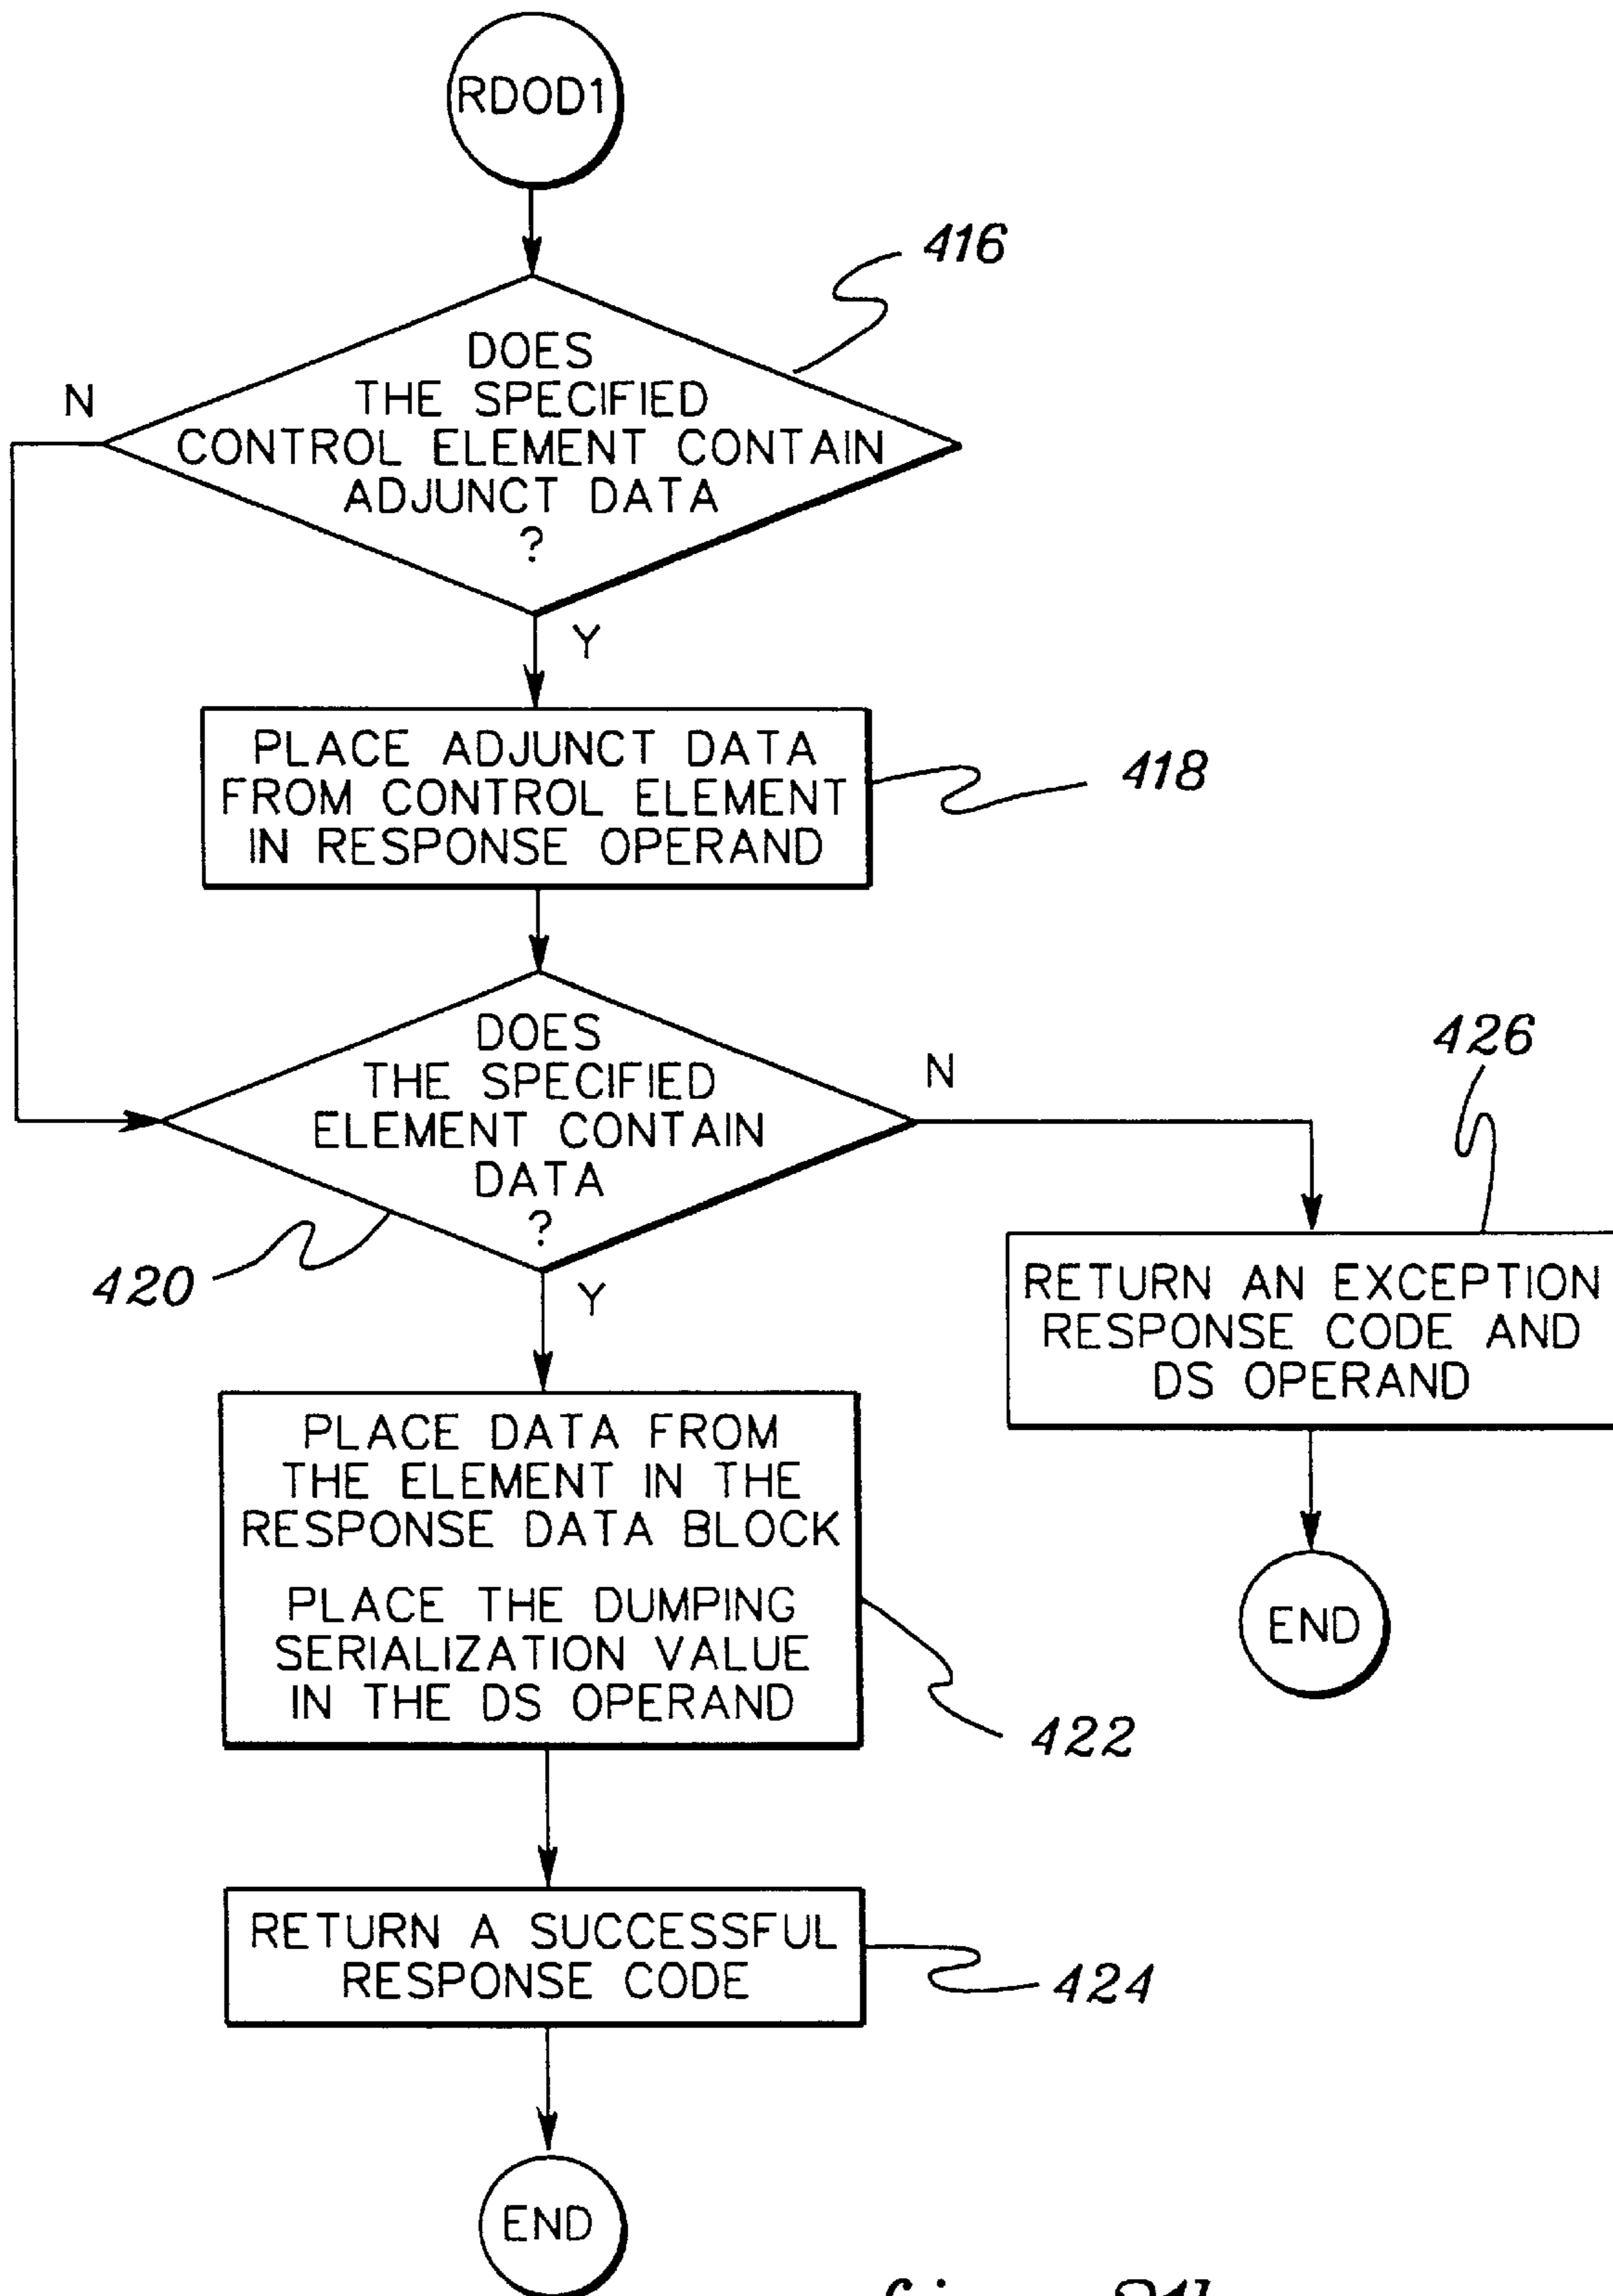 RDOD1
416
DOES
THE SPECIFIED
CONTROL ELEMENT CONTAIN
ADJUNCT DATA
?
N
Y
PLACE ADJUNCT DATA
FROM CONTROL ELEMENT
IN RESPONSE OPERAND
418
DOES
THE SPECIFIED
ELEMENT CONTAIN
DATA
?
N
420
Y
426
RETURN AN EXCEPTION
RESPONSE CODE AND
DS OPERAND
END
PLACE DATA FROM
THE ELEMENT IN THE
RESPONSE DATA BLOCK
PLACE THE DUMPING
SERIALIZATION VALUE
IN THE DS OPERAND
422
RETURN A SUCCESSFUL
RESPONSE CODE
424
END